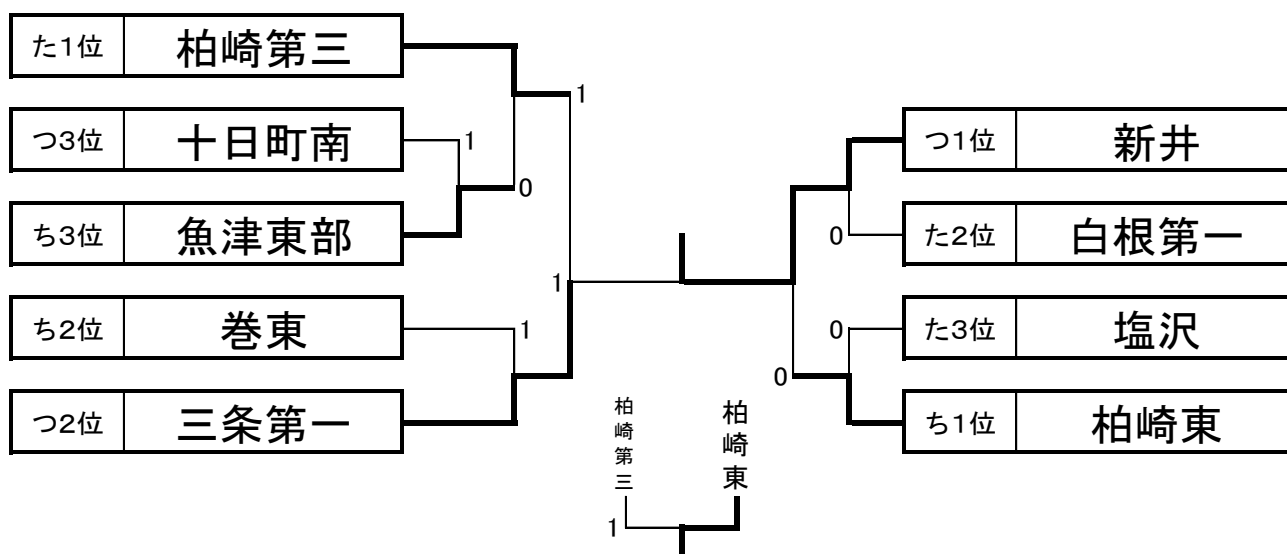 た1位 柏崎第三
1
つ3位 十日町南
1
0
ち3位 魚津東部
1
ち2位 巻東
1
つ2位 三条第一
つ1位 新井
0
た2位 白根第一
0
た3位 塩沢
0
ち1位 柏崎東
柏崎第三
柏崎東
1